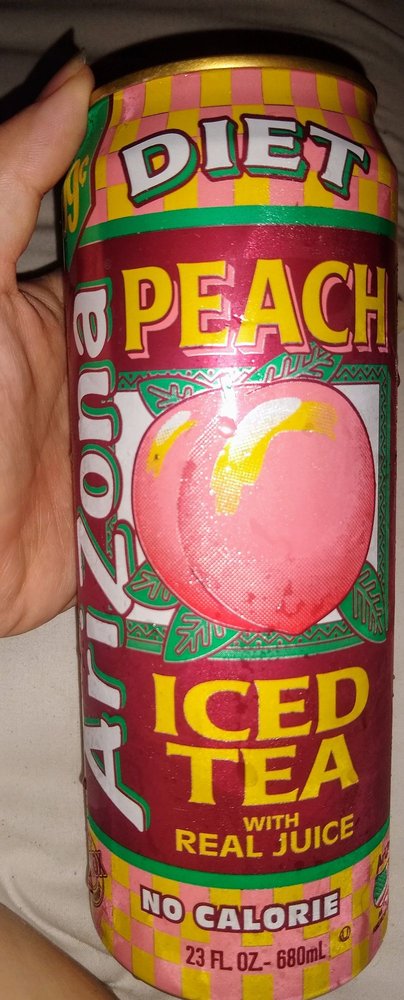 DIET
AriZona
PEACH
ICED
TEA
WITH
REAL JUICE
NO CALORIE
23 FL. OZ. - 680mL